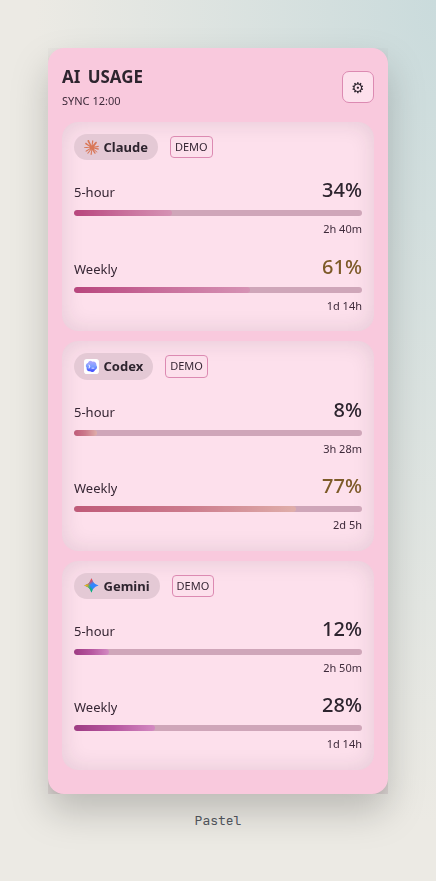 AI USAGE
SYNC 12:00
⚙
Claude DEMO
5-hour 34%
2h 40m
Weekly 61%
1d 14h
Codex DEMO
5-hour 8%
3h 28m
Weekly 77%
2d 5h
Gemini DEMO
5-hour 12%
2h 50m
Weekly 28%
1d 14h
Pastel